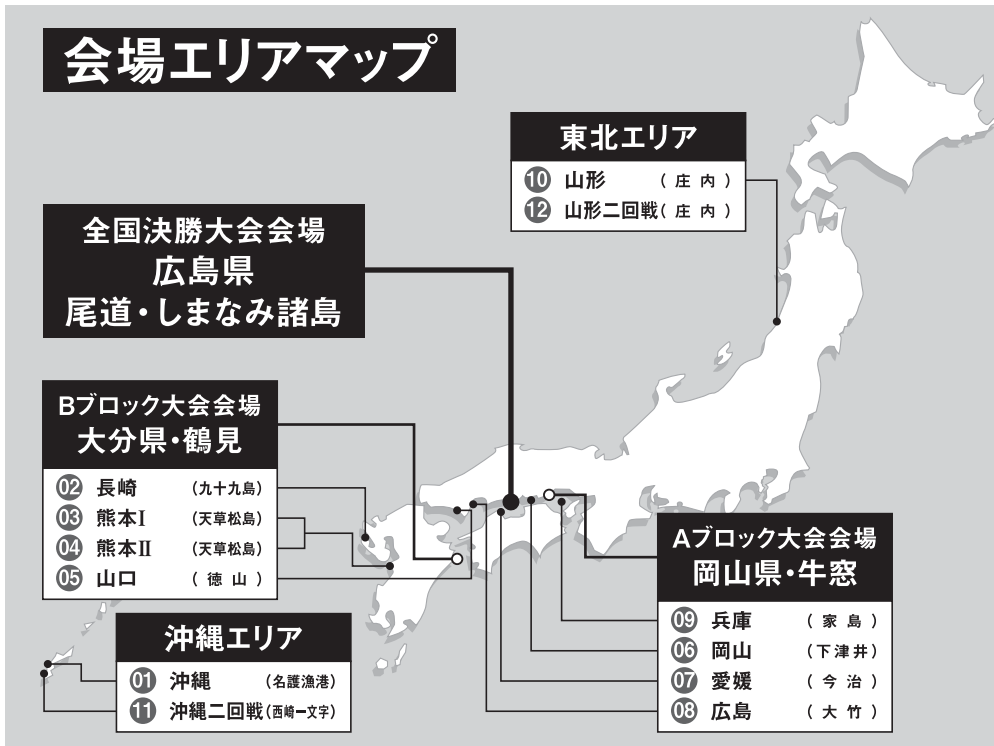 会場エリアマップ
東北エリア
10 山形 (庄内)
12 山形二回戦(庄内)
全国決勝大会会場
広島県
尾道・しまなみ諸島
Bブロック大会会場
大分県・鶴見
02 長崎 (九十九島)
03 熊本Ⅰ (天草松島)
04 熊本Ⅱ (天草松島)
05 山口 (徳山)
Aブロック大会会場
岡山県・牛窓
09 兵庫 (家島)
06 岡山 (下津井)
07 愛媛 (今治)
08 広島 (大竹)
沖縄エリア
01 沖縄 (名護漁港)
11 沖縄二回戦(西崎一文字)